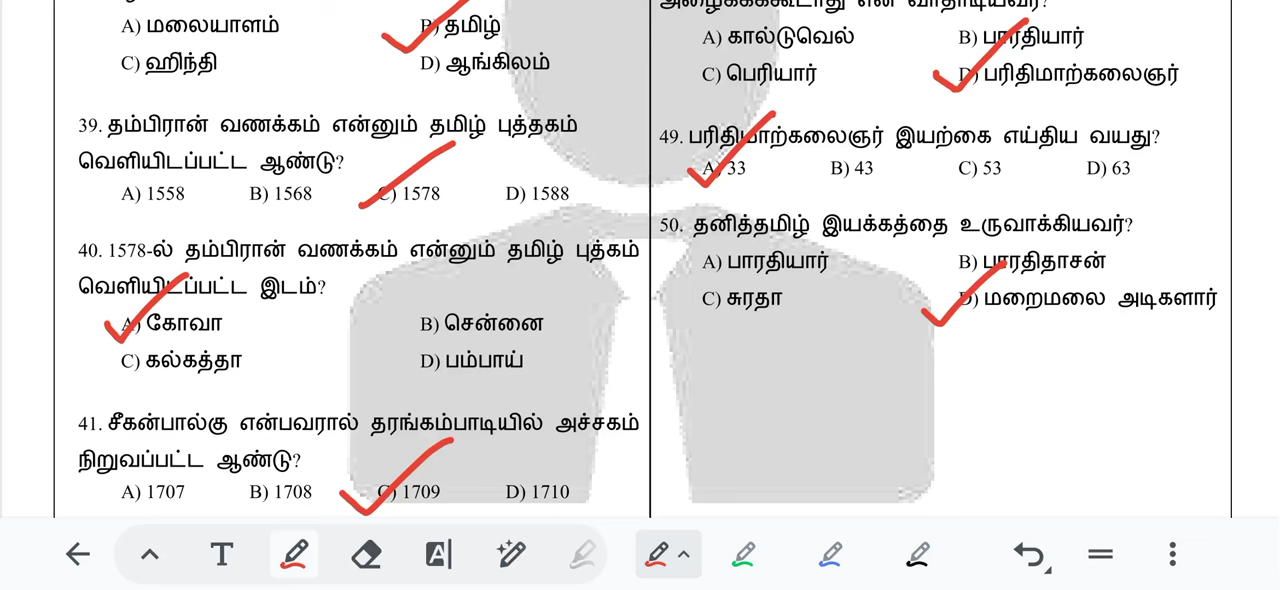 A) மலையாளம் B) தமிழ்
C) ஹிந்தி D) ஆங்கிலம்
39. தம்பிரான் வணக்கம் என்னும் தமிழ் புத்தகம்
வெளியிடப்பட்ட ஆண்டு?
A) 1558 B) 1568 C) 1578 D) 1588
40. 1578-ல் தம்பிரான் வணக்கம் என்னும் தமிழ் புத்கம்
வெளியிடப்பட்ட இடம்?
A) கோவா B) சென்னை
C) கல்கத்தா D) பம்பாய்
41. சீகன்பால்கு என்பவரால் தரங்கம்பாடியில் அச்சகம்
நிறுவப்பட்ட ஆண்டு?
A) 1707 B) 1708 C) 1709 D) 1710
A) கால்டுவெல் B) பாரதியார்
C) பெரியார் D) பரிதிமாற்கலைஞர்
49. பரிதிமாற்கலைஞர் இயற்கை எய்திய வயது?
A) 33 B) 43 C) 53 D) 63
50. தனித்தமிழ் இயக்கத்தை உருவாக்கியவர்?
A) பாரதியார் B) பாரதிதாசன்
C) சுரதா D) மறைமலை அடிகளார்